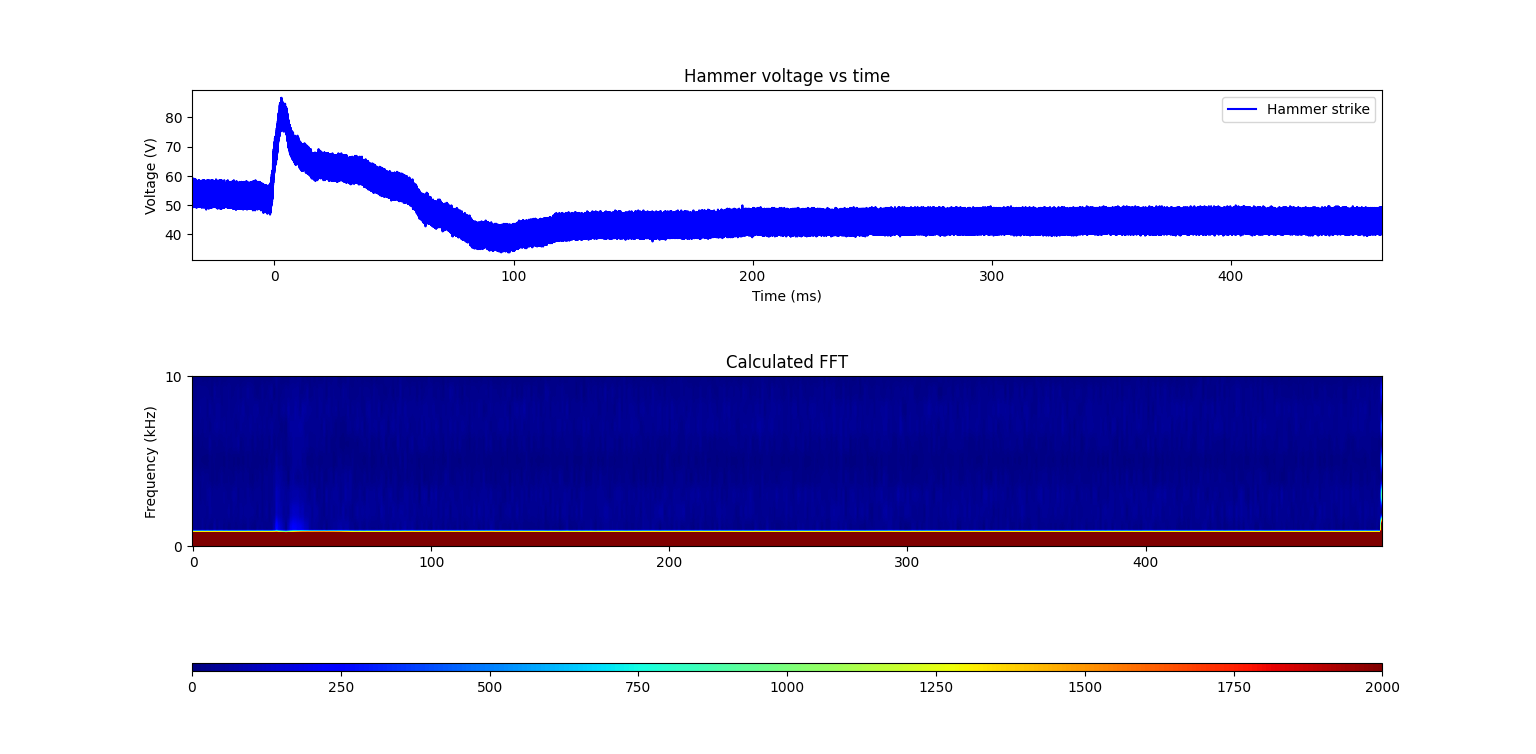 Hammer voltage vs time
Hammer strike
Voltage (V)
80
70
60
50
40
0 100 200 300 400
Time (ms)
Calculated FFT
Frequency (kHz)
10
5
0
0 100 200 300 400
0 250 500 750 1000 1250 1500 1750 2000